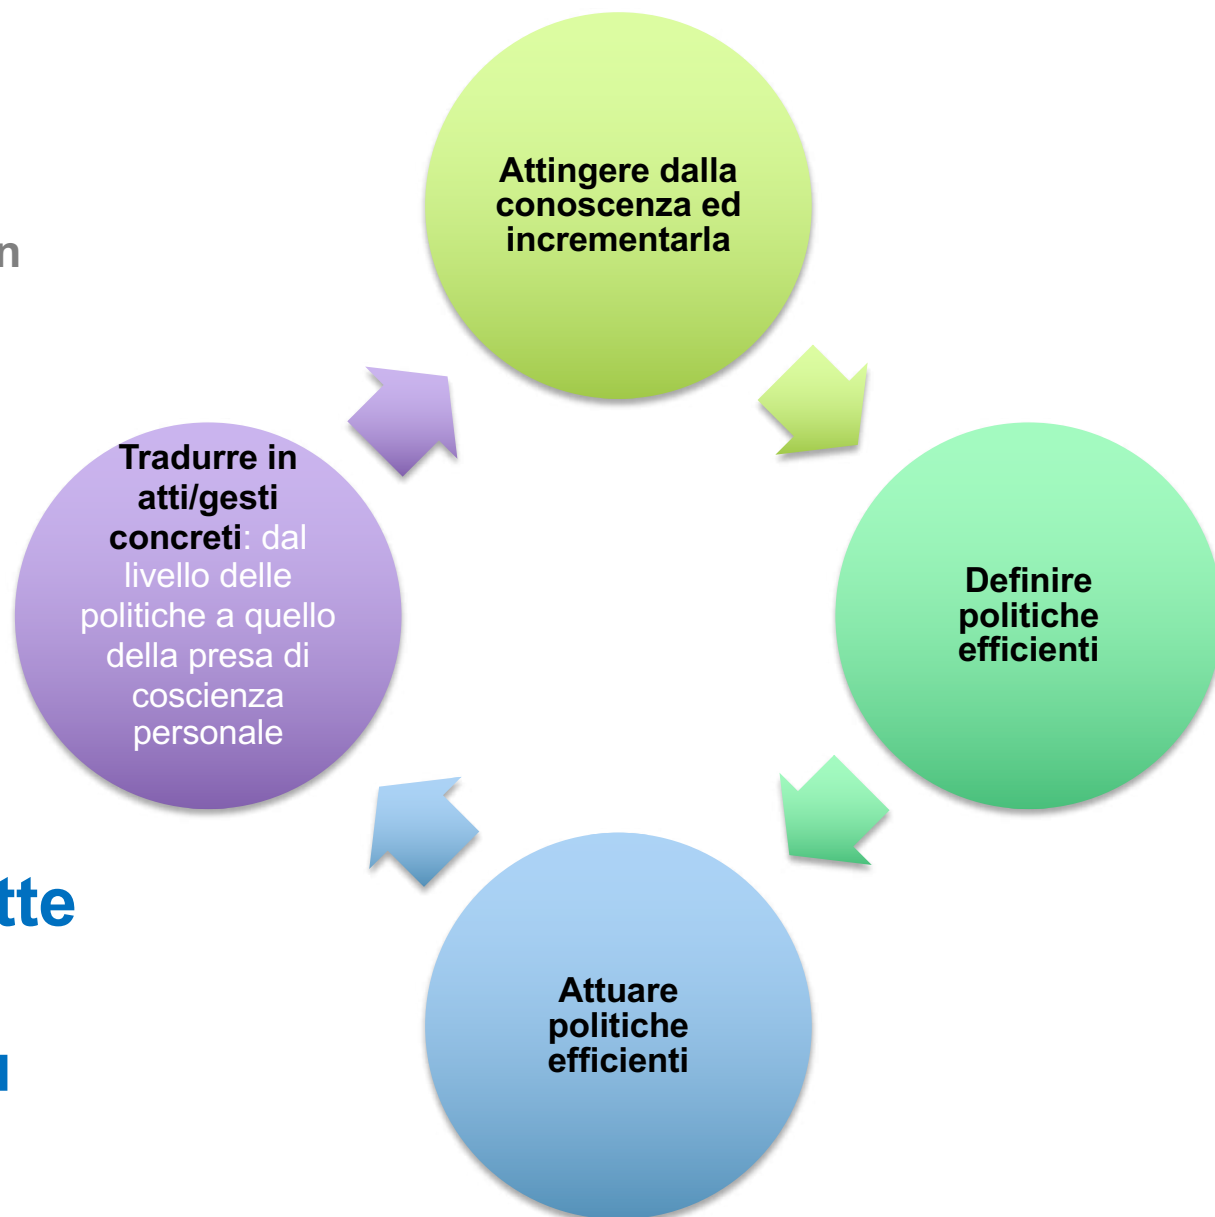 Attingere dalla
conoscenza ed
incrementarla
n
Tradurre in
atti/gesti
concreti: dal
livello delle
politiche a quello
della presa di
coscienza
personale
Definire
politiche
efficienti
tte
Attuare
politiche
efficienti